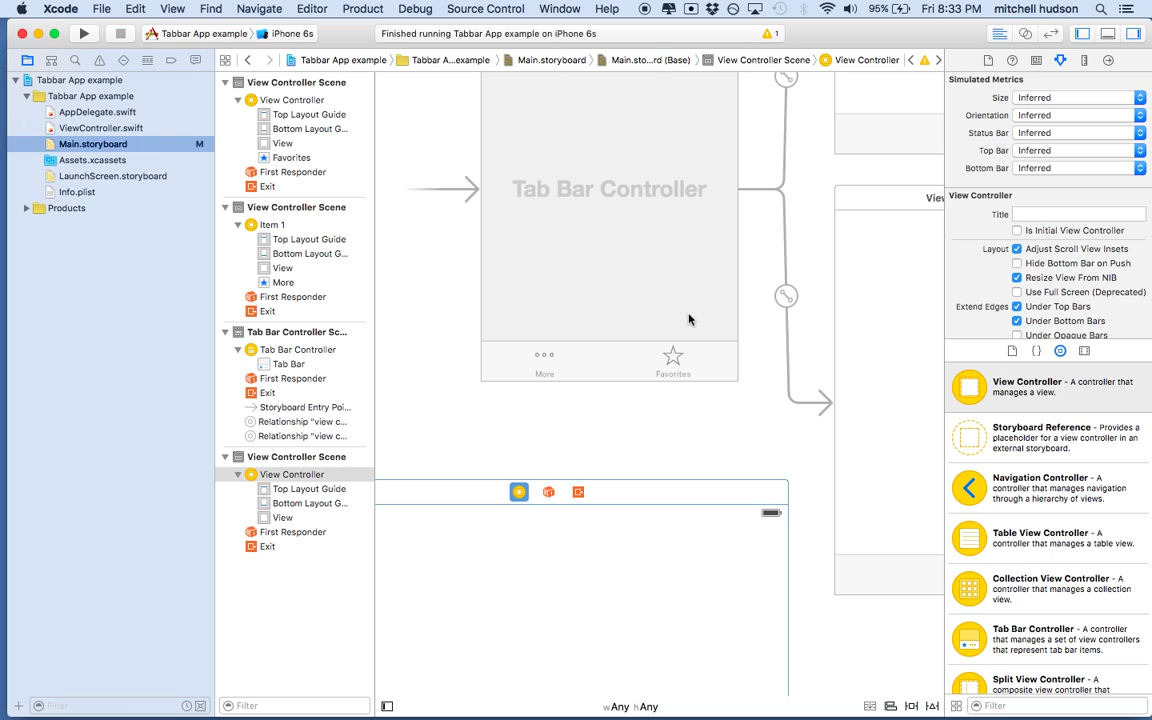 Xcode File Edit View Find Navigate Editor Product Debug Source Control Window Help 95% Fri 8:33 PM mitchell hudson
Tabbar App example iPhone 6s Finished running Tabbar App example on iPhone 6s 1
Tabbar App example Tabbar A...example Main.storyboard Main.sto...rd (Base) View Controller Scene View Controller
Tabbar App example
Tabbar App example
AppDelegate.swift
ViewController.swift
Main.storyboard M
Assets.xcassets
LaunchScreen.storyboard
Info.plist
Products
Filter
View Controller Scene
View Controller
Top Layout Guide
Bottom Layout G...
View
Favorites
First Responder
Exit
View Controller Scene
Item 1
Top Layout Guide
Bottom Layout G...
View
More
First Responder
Exit
Tab Bar Controller Sc...
Tab Bar Controller
Tab Bar
First Responder
Exit
Storyboard Entry Poi...
Relationship "view c...
Relationship "view c...
View Controller Scene
View Controller
Top Layout Guide
Bottom Layout G...
View
First Responder
Exit
Filter
Tab Bar Controller
More Favorites
wAny hAny
Simulated Metrics
Size Inferred
Orientation Inferred
Status Bar Inferred
Top Bar Inferred
Bottom Bar Inferred
View Controller
Title
Is Initial View Controller
Layout Adjust Scroll View Insets
Hide Bottom Bar on Push
Resize View From NIB
Use Full Screen (Deprecated)
Extend Edges Under Top Bars
Under Bottom Bars
Under Opaque Bars
View Controller - A controller that
manages a view.
Storyboard Reference - Provides a
placeholder for a view controller in an
external storyboard.
Navigation Controller - A
controller that manages navigation
through a hierarchy of views.
Table View Controller - A
controller that manages a table view.
Collection View Controller - A
controller that manages a collection
view.
Tab Bar Controller - A controller
that manages a set of view controllers
that represent tab bar items.
Split View Controller - A
composite view controller that
Filter